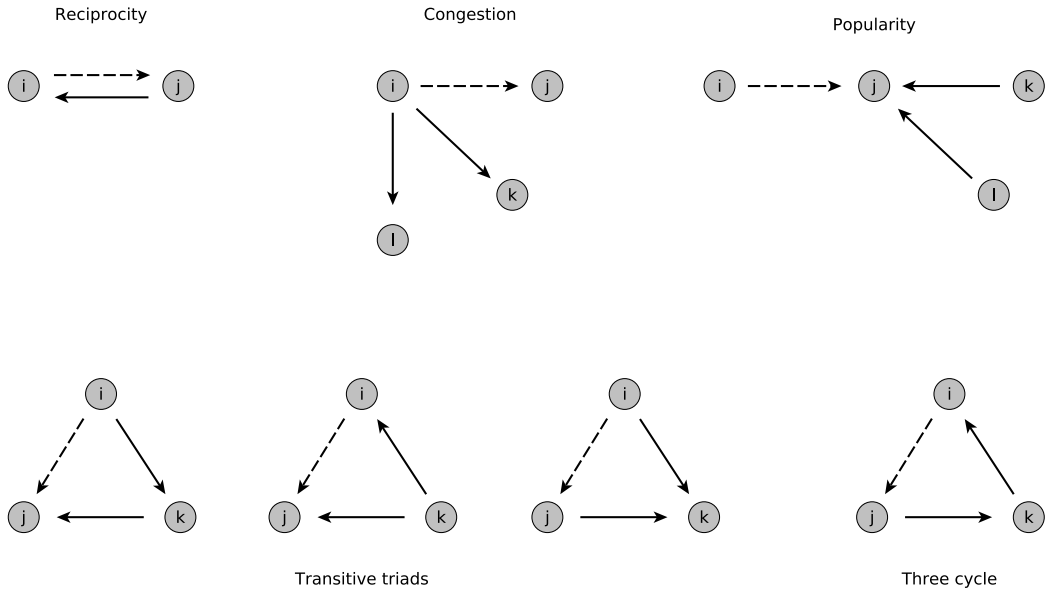 Reciprocity
Congestion
Popularity
i
j
i
j
i
j
k
k
l
l
i
i
i
i
j
k
j
k
j
k
j
k
Transitive triads
Three cycle